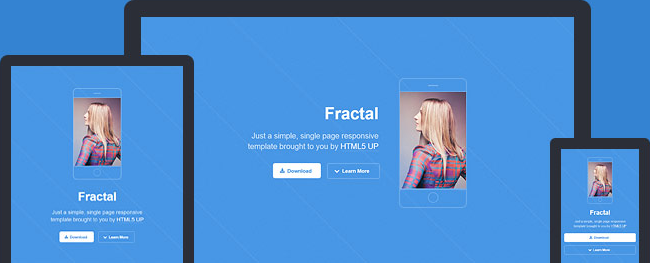 Fractal
Just a simple, single page responsive
template brought to you by HTML5 UP
Download
Learn More
Fractal
Just a simple, single page responsive
template brought to you by HTML5 UP
Download
Learn More
Fractal
Just a simple, single page responsive
template brought to you by HTML5 UP
Download
Learn More